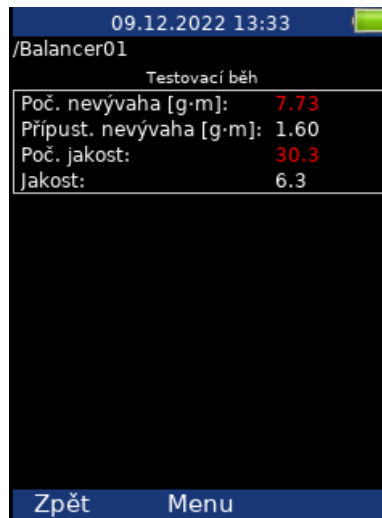 09.12.2022 13:33
/Balancer01
Testovací běh
Poč. nevývaha [g·m]: 7.73
Přípust. nevývaha [g·m]: 1.60
Poč. jakost: 30.3
Jakost: 6.3
Zpět Menu